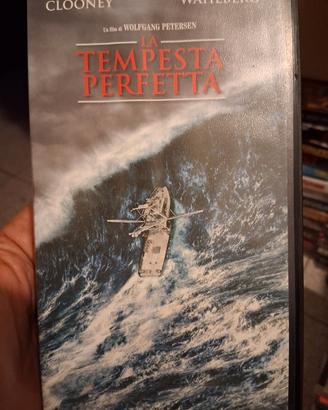 CLOONEY WAHLBERG
Un film di WOLFGANG PETERSEN
LA
TEMPESTA
PERFETTA